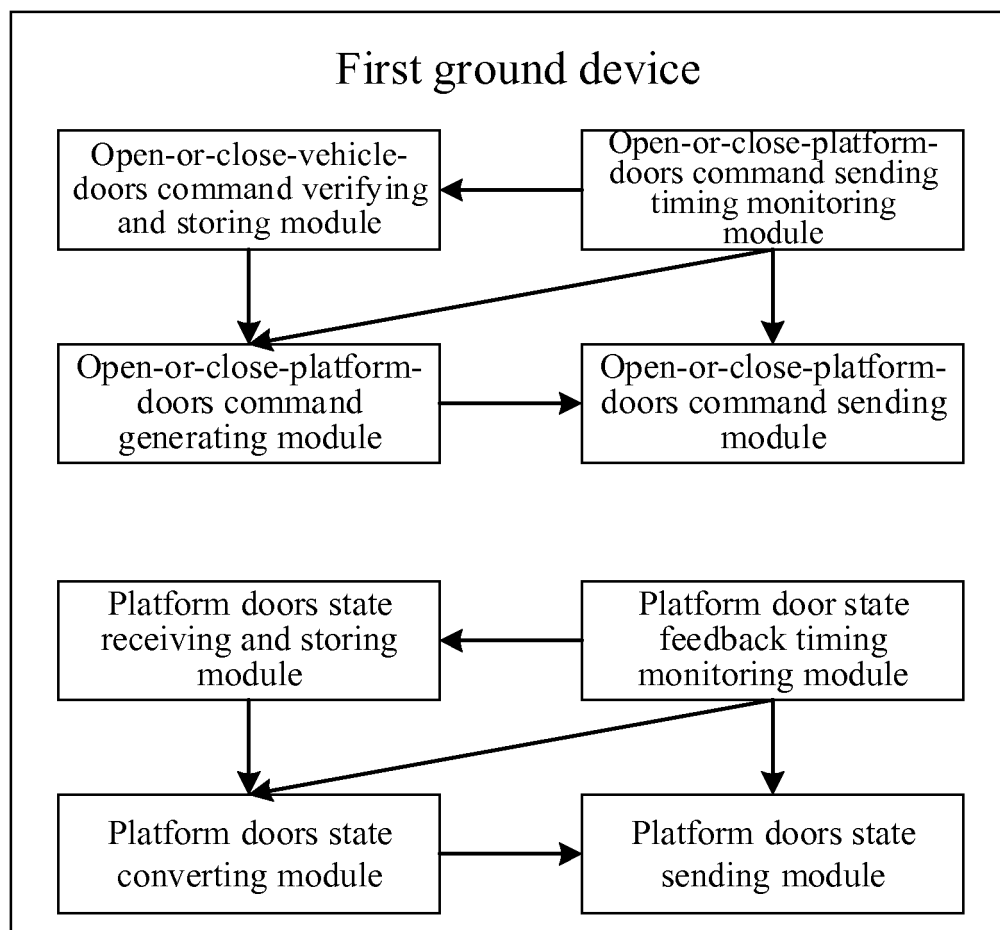 First ground device
Open-or-close-vehicle-
doors command verifying
and storing module
Open-or-close-platform-
doors command sending
timing monitoring
module
Open-or-close-platform-
doors command
generating module
Open-or-close-platform-
doors command sending
module
Platform doors state
receiving and storing
module
Platform door state
feedback timing
monitoring module
Platform doors state
converting module
Platform doors state
sending module